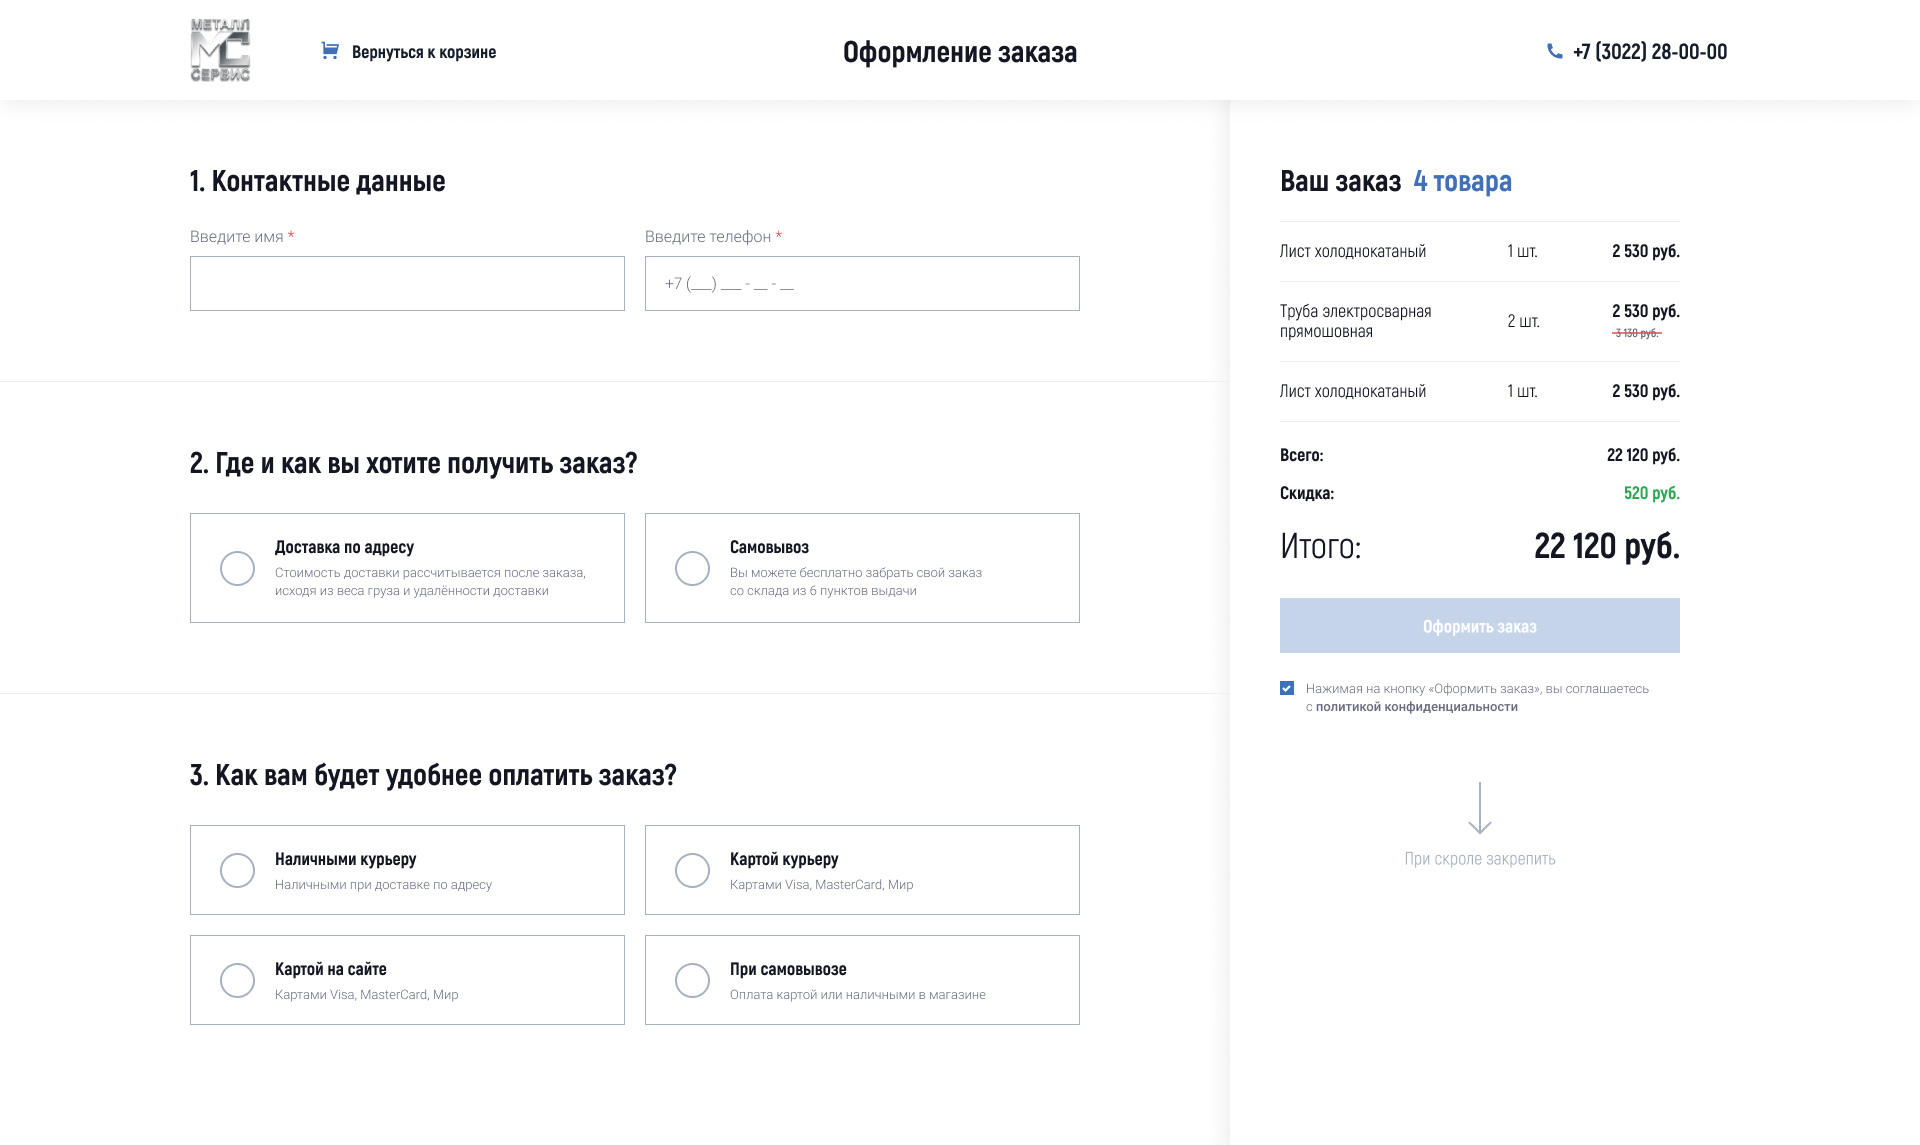 МЕТАЛЛ
МС
СЕРВИС
Вернуться к корзине
Оформление заказа
+7 (3022) 28-00-00
1. Контактные данные
Введите имя *
Введите телефон *
+7 (___) ___ - __ - __
2. Где и как вы хотите получить заказ?
Доставка по адресу
Стоимость доставки рассчитывается после заказа,
исходя из веса груза и удалённости доставки
Самовывоз
Вы можете бесплатно забрать свой заказ
со склада из 6 пунктов выдачи
3. Как вам будет удобнее оплатить заказ?
Наличными курьеру
Наличными при доставке по адресу
Картой курьеру
Картами Visa, MasterCard, Мир
Картой на сайте
Картами Visa, MasterCard, Мир
При самовывозе
Оплата картой или наличными в магазине
Ваш заказ 4 товара
Лист холоднокатаный 1 шт. 2 530 руб.
Труба электросварная
прямошовная
2 шт.
2 530 руб.
3 130 руб.
Лист холоднокатаный 1 шт. 2 530 руб.
Всего: 22 120 руб.
Скидка: 520 руб.
Итого: 22 120 руб.
Оформить заказ
Нажимая на кнопку «Оформить заказ», вы соглашаетесь
с политикой конфиденциальности
При скроле закрепить